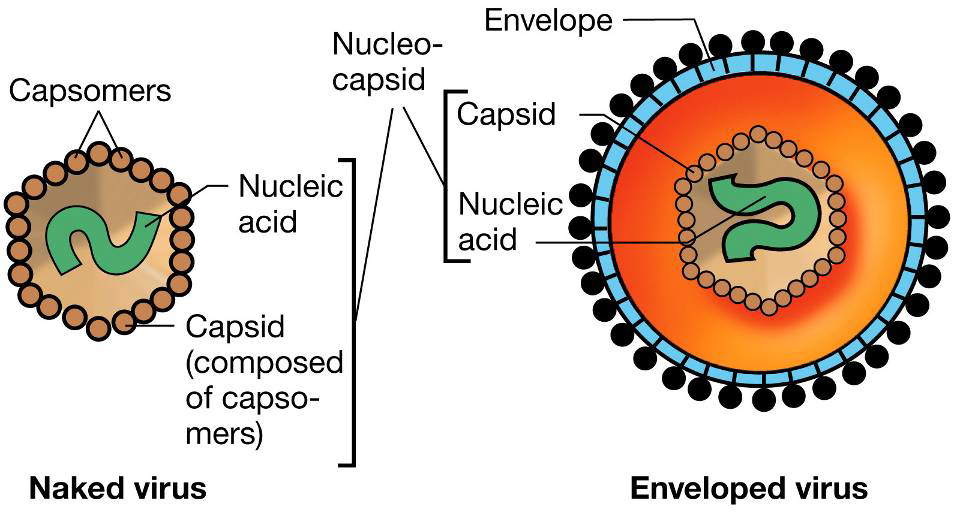 Capsomers
Nucleic
acid
Capsid
(composed
of capso-
mers)
Naked virus
Nucleo-
capsid
Envelope
Capsid
Nucleic
acid
Enveloped virus